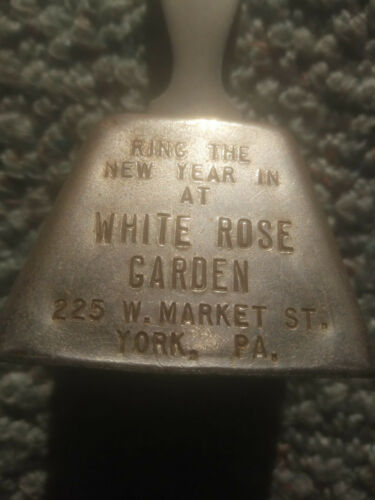 RING THE
NEW YEAR IN
AT
WHITE ROSE
GARDEN
225 W. MARKET ST.
YORK, PA.